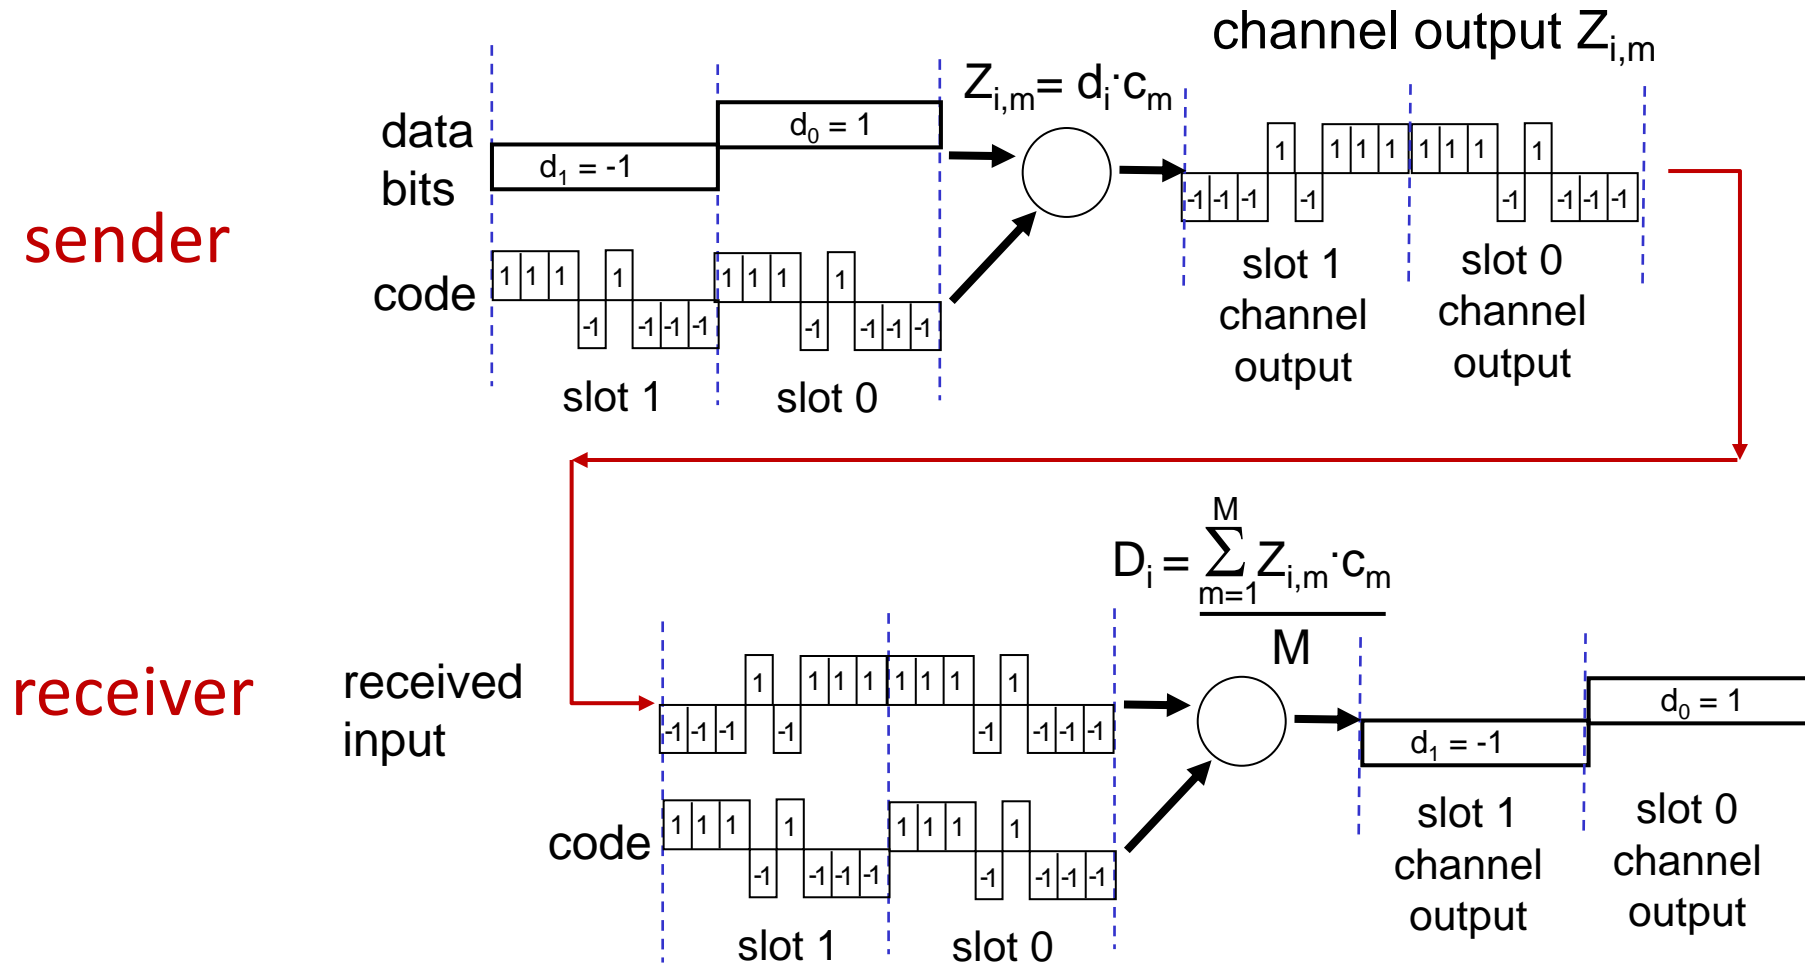 channel output Z_{i,m}
Z_{i,m}= d_i·c_m
data
bits
d_0 = 1
d_1 = -1
sender
code
1 1 1 -1 1 -1 -1 -1
1 1 1 -1 1 -1 -1 -1
slot 1
slot 0
-1 -1 -1 1 -1 1 1 1
1 1 1 -1 1 -1 -1 -1
slot 1
channel
output
slot 0
channel
output
D_i = Σ_{m=1}^{M} Z_{i,m}·c_m
M
receiver
received
input
-1 -1 -1 1 -1 1 1 1
1 1 1 -1 1 -1 -1 -1
code
1 1 1 -1 1 -1 -1 -1
1 1 1 -1 1 -1 -1 -1
slot 1
slot 0
d_0 = 1
d_1 = -1
slot 1
channel
output
slot 0
channel
output